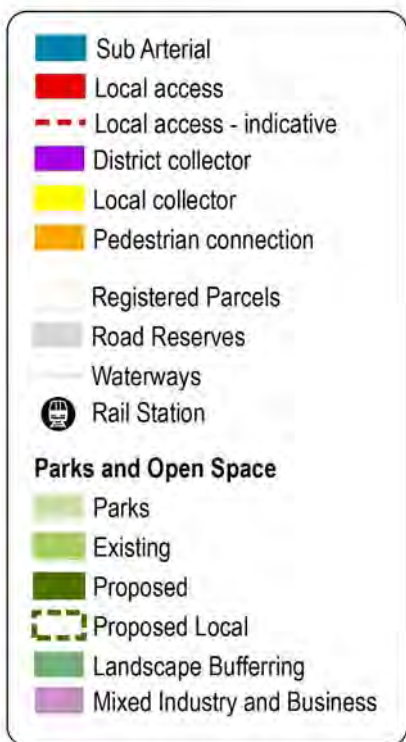 Sub Arterial
Local access
Local access - indicative
District collector
Local collector
Pedestrian connection
Registered Parcels
Road Reserves
Waterways
Rail Station
Parks and Open Space
Parks
Existing
Proposed
Proposed Local
Landscape Bufferring
Mixed Industry and Business